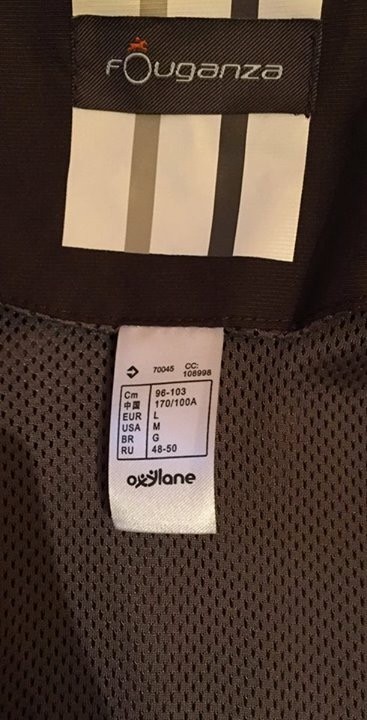 fOuganza
70045 CC:
108998
Cm 96-103
中国 170/100A
EUR L
USA M
BR G
RU 48-50
oxylane